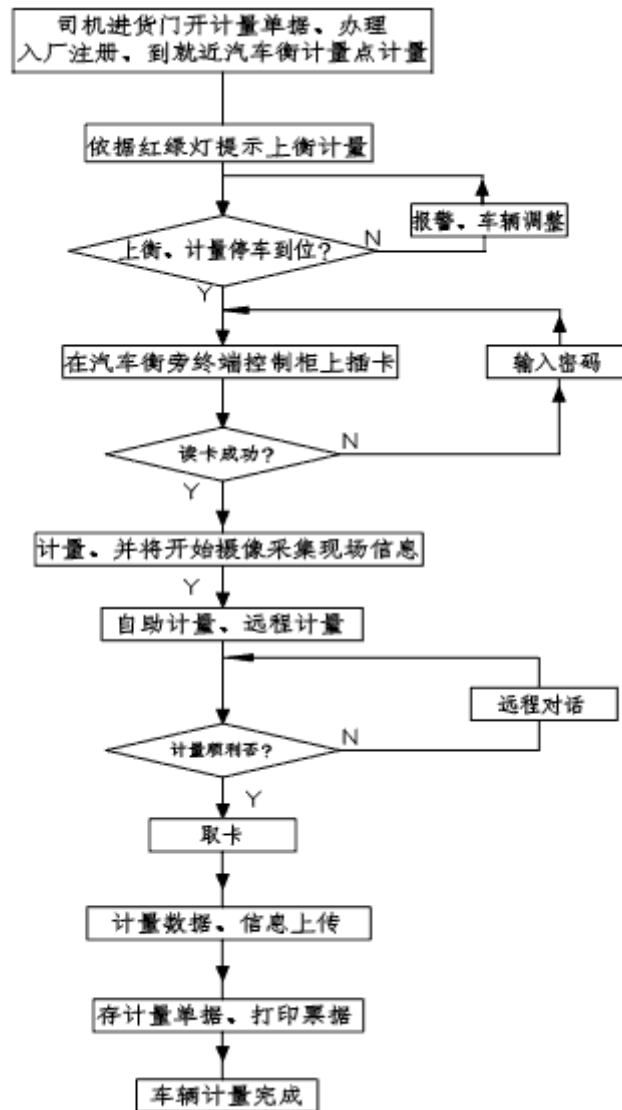 司机进货门开计量单据、办理
入厂注册、到就近汽车衡计量点计量
依据红绿灯提示上衡计量
报警、车辆调整
上衡、计量停车到位?
N
Y
在汽车衡旁终端控制柜上插卡
输入密码
读卡成功?
N
Y
计量、并将开始摄像采集现场信息
Y
自助计量、远程计量
远程对话
计量顺利否?
N
Y
取卡
计量数据、信息上传
存计量单据、打印票据
车辆计量完成